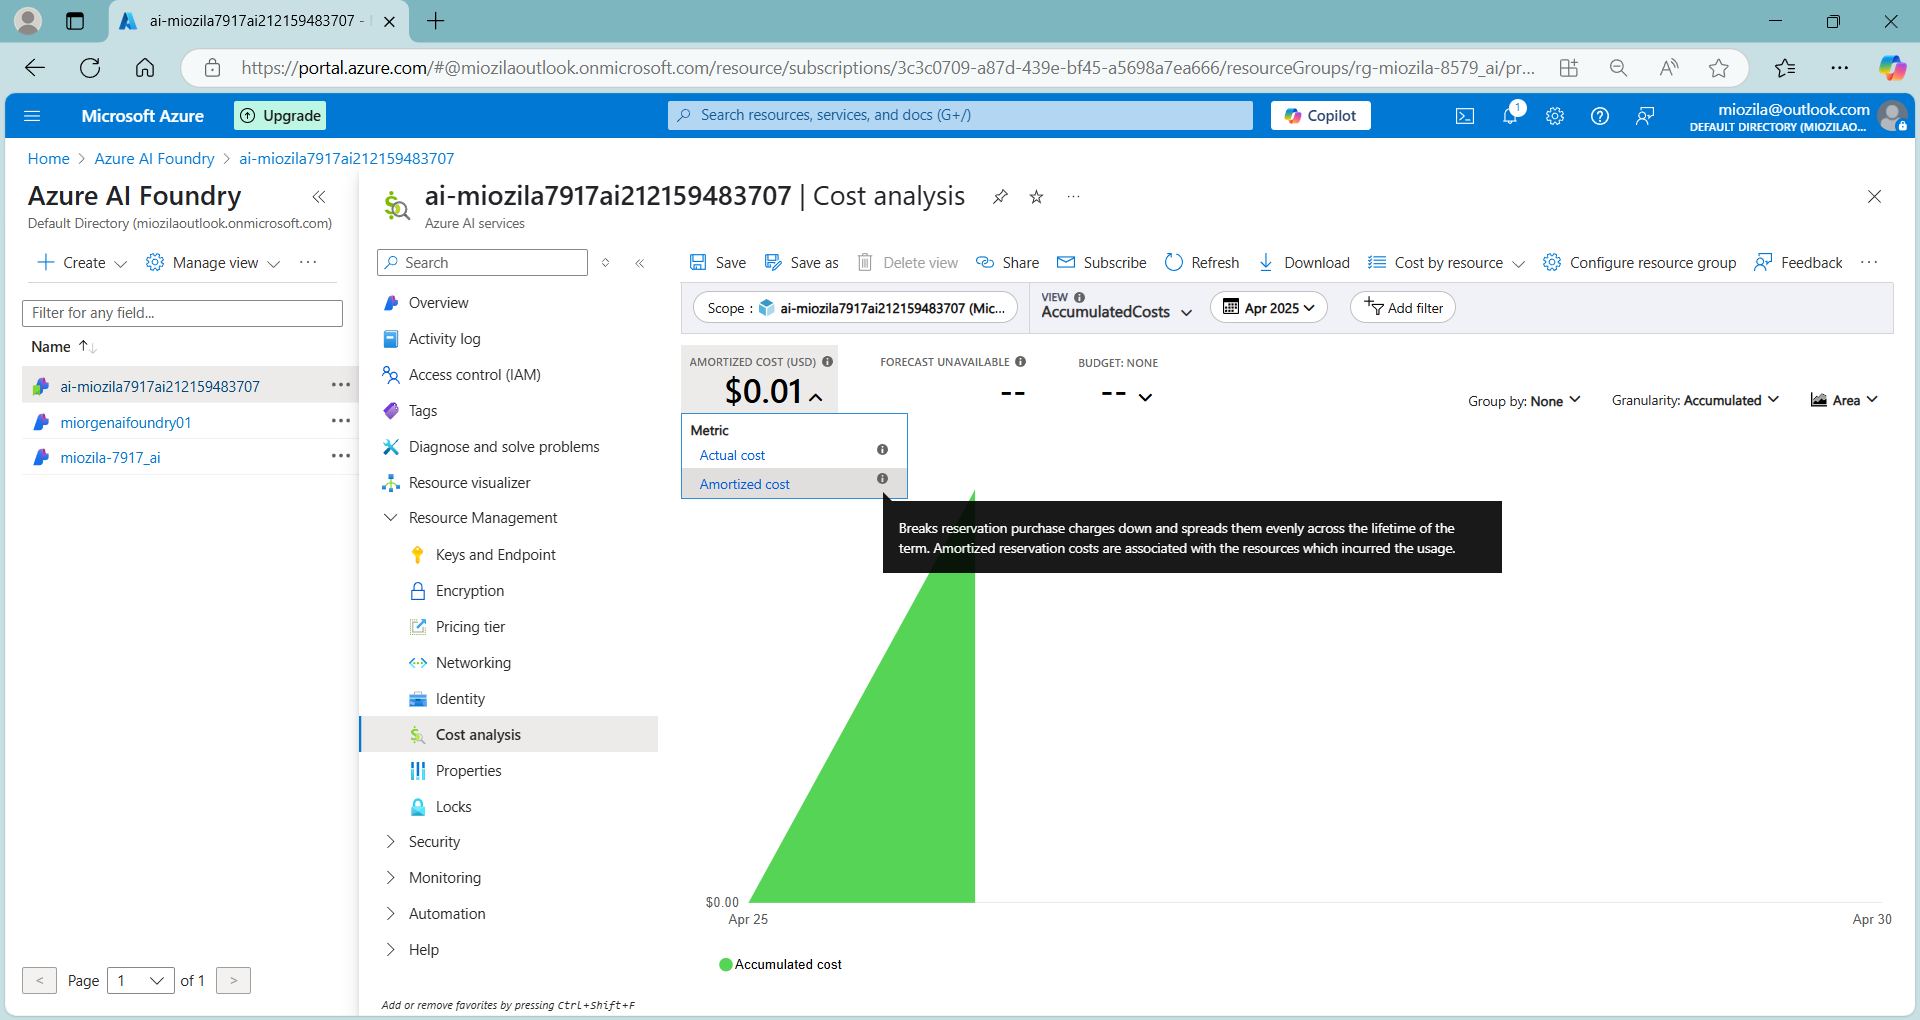 ai-miozila7917ai212159483707 -
https://portal.azure.com/#@miozilaoutlook.onmicrosoft.com/resource/subscriptions/3c3c0709-a87d-439e-bf45-a5698a7ea666/resourceGroups/rg-miozila-8579_ai/pr...
Microsoft Azure
Upgrade
Search resources, services, and docs (G+/)
Copilot
1
miozila@outlook.com
DEFAULT DIRECTORY (MIOZILAO...
Home > Azure AI Foundry > ai-miozila7917ai212159483707
Azure AI Foundry
Default Directory (miozilaoutlook.onmicrosoft.com)
Create
Manage view
Filter for any field...
Name
ai-miozila7917ai212159483707
miorgenaifoundry01
miozila-7917_ai
< Page 1 of 1 >
ai-miozila7917ai212159483707 | Cost analysis
Azure AI services
Search
Overview
Activity log
Access control (IAM)
Tags
Diagnose and solve problems
Resource visualizer
Resource Management
Keys and Endpoint
Encryption
Pricing tier
Networking
Identity
Cost analysis
Properties
Locks
Security
Monitoring
Automation
Help
Add or remove favorites by pressing Ctrl+Shift+F
Save
Save as
Delete view
Share
Subscribe
Refresh
Download
Cost by resource
Configure resource group
Feedback
Scope : ai-miozila7917ai212159483707 (Mic...
VIEW
AccumulatedCosts
Apr 2025
Add filter
AMORTIZED COST (USD)
$0.01
FORECAST UNAVAILABLE
--
BUDGET: NONE
--
Group by: None
Granularity: Accumulated
Area
Metric
Actual cost
Amortized cost
Breaks reservation purchase charges down and spreads them evenly across the lifetime of the
term. Amortized reservation costs are associated with the resources which incurred the usage.
$0.00
Apr 25
Apr 30
Accumulated cost